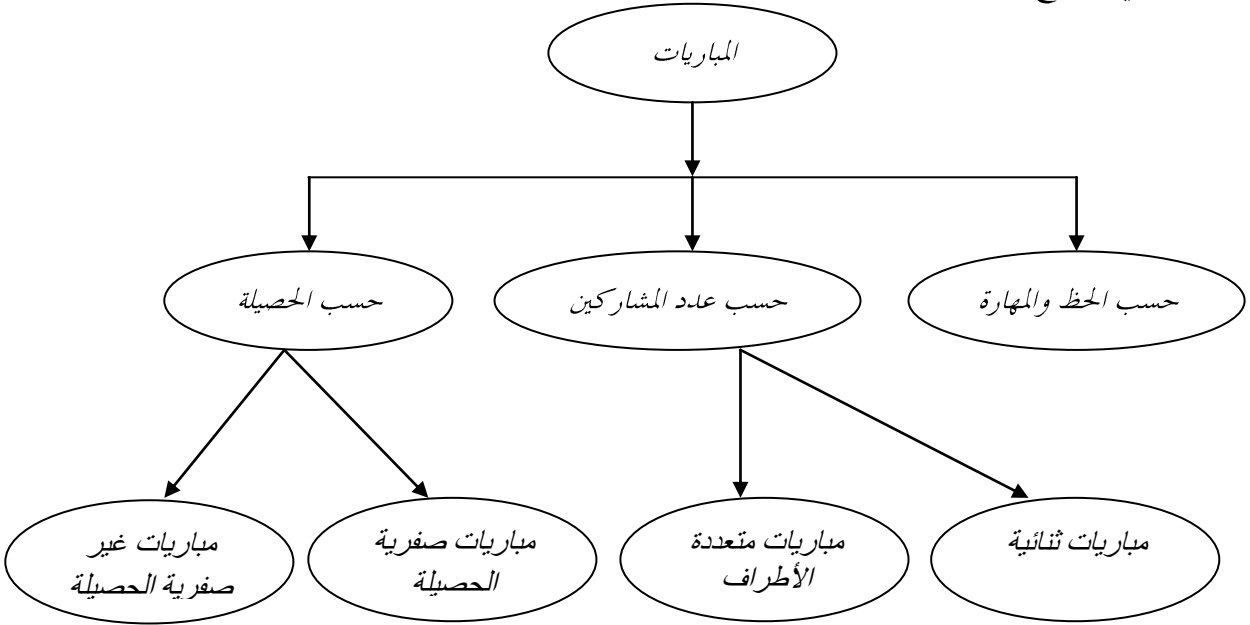 المباريات
حسب الحظ والمهارة
حسب عدد المشاركين
حسب الحصيلة
مباريات ثنائية
مباريات متعددة
الأطراف
مباريات صفرية
الحصيلة
مباريات غير
صفرية الحصيلة